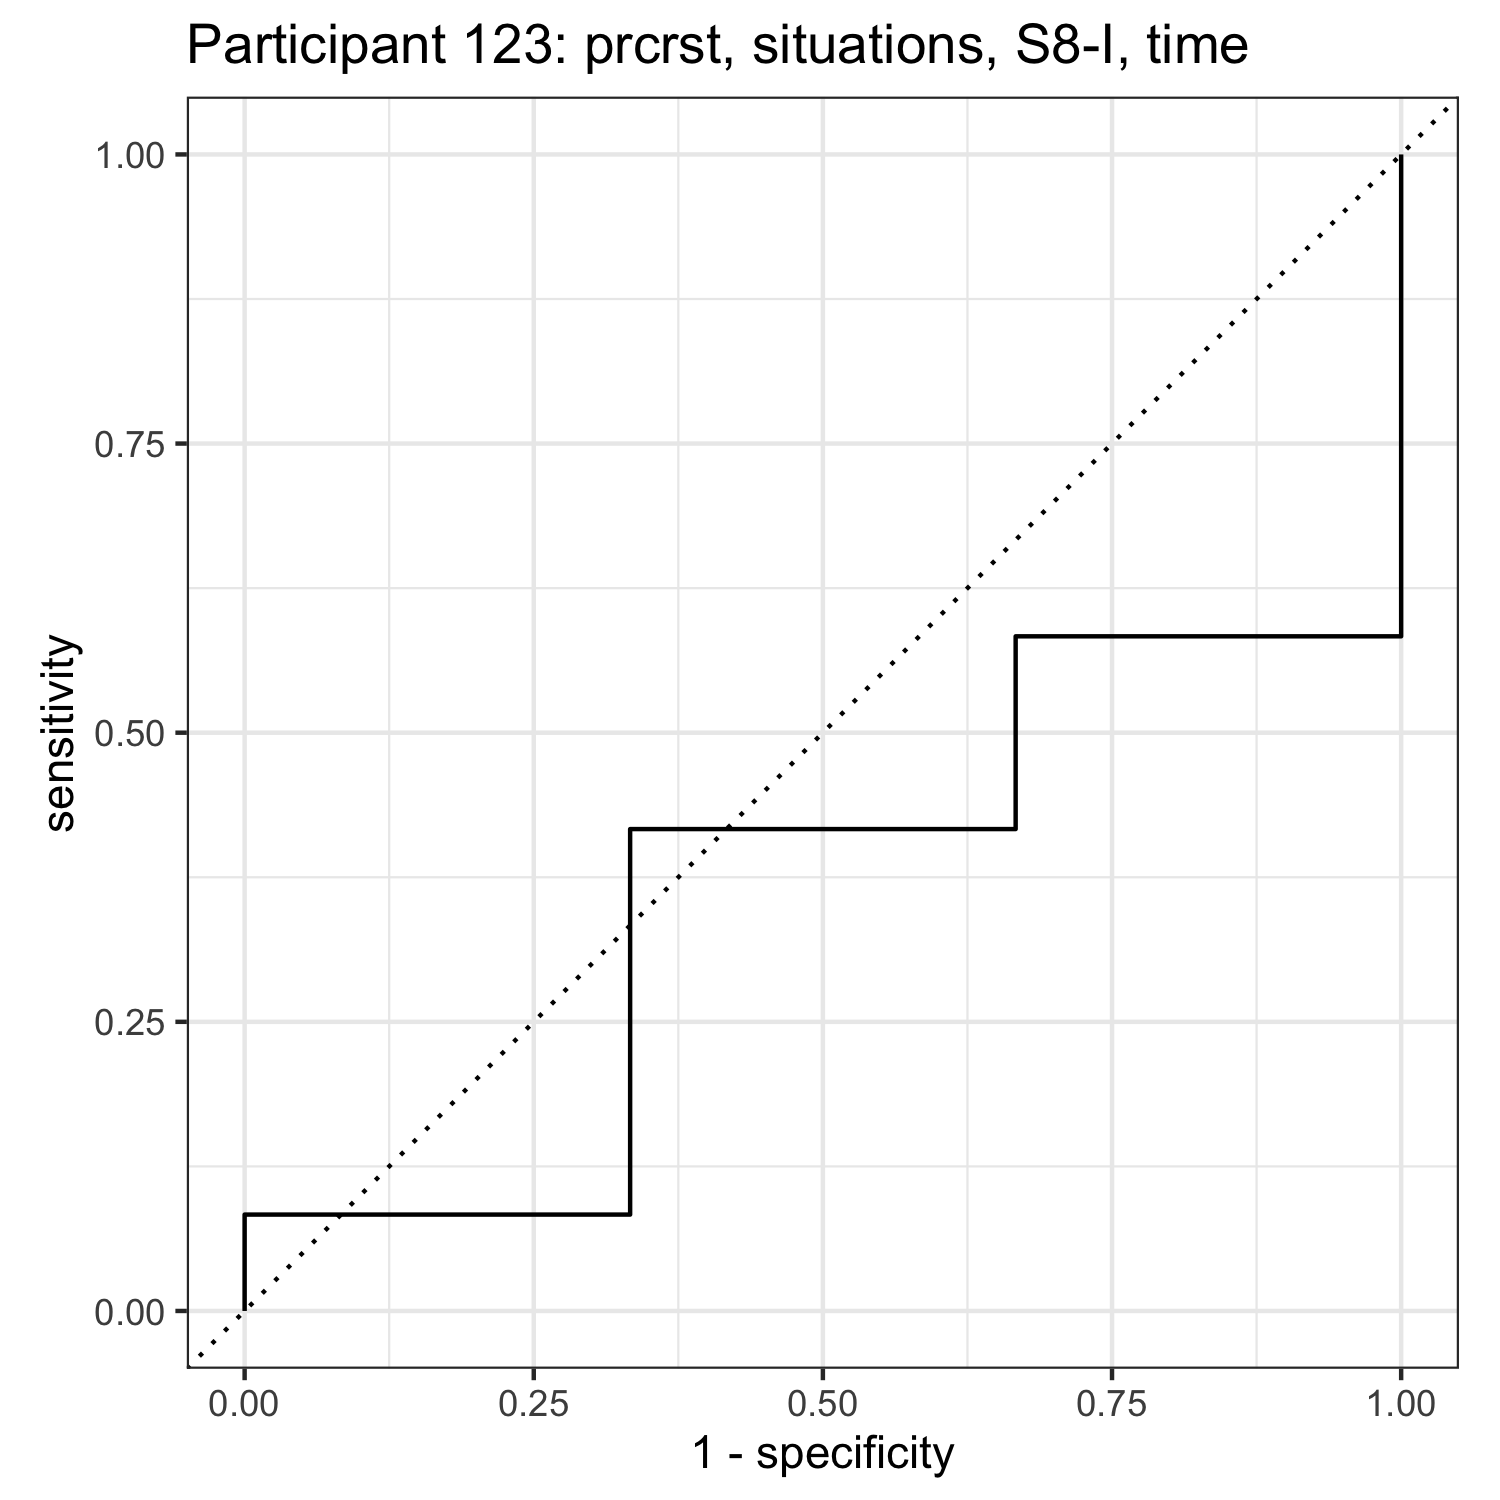 Participant 123: prcrst, situations, S8-I, time
1.00
0.75
0.50
0.25
0.00
sensitivity
0.00 0.25 0.50 0.75 1.00
1 - specificity